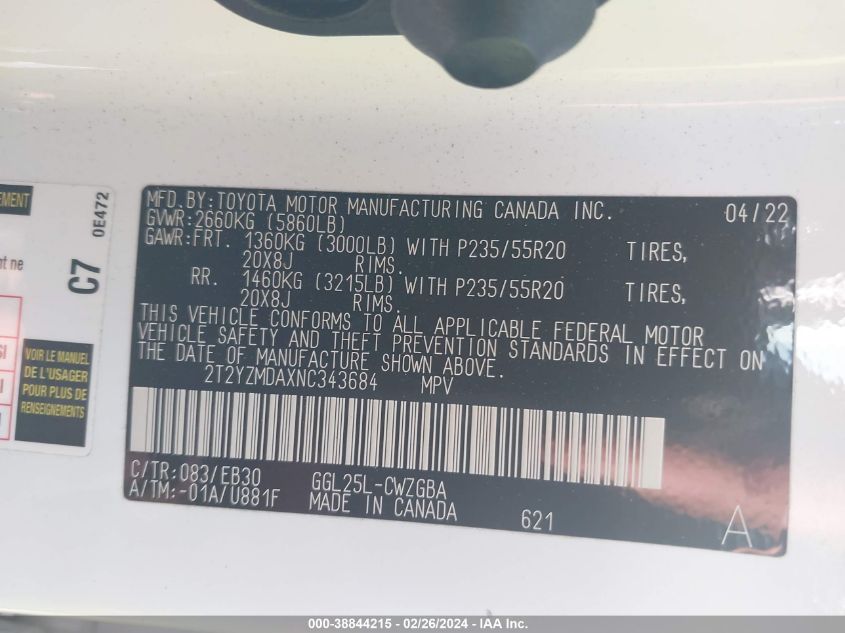 EMENT
C7 0E472
nt ne
SI
I
VOIR LE MANUEL
DE L'USAGER
POUR PLUS DE
RENSEIGNEMENTS
MFD.BY:TOYOTA MOTOR MANUFACTURING CANADA INC. 04/22
GVWR:2660KG (5860LB)
GAWR:FRT. 1360KG (3000LB) WITH P235/55R20 TIRES,
20X8J RIMS.
RR. 1460KG (3215LB) WITH P235/55R20 TIRES,
20X8J RIMS.
THIS VEHICLE CONFORMS TO ALL APPLICABLE FEDERAL MOTOR
VEHICLE SAFETY AND THEFT PREVENTION STANDARDS IN EFFECT ON
THE DATE OF MANUFACTURE SHOWN ABOVE.
2T2YZMDAXNC343684 MPV
C/TR:083/EB30 GGL25L-CWZGBA
A/TM:-01A/U881F MADE IN CANADA 621 A
000-38844215 - 02/26/2024 - IAA Inc.